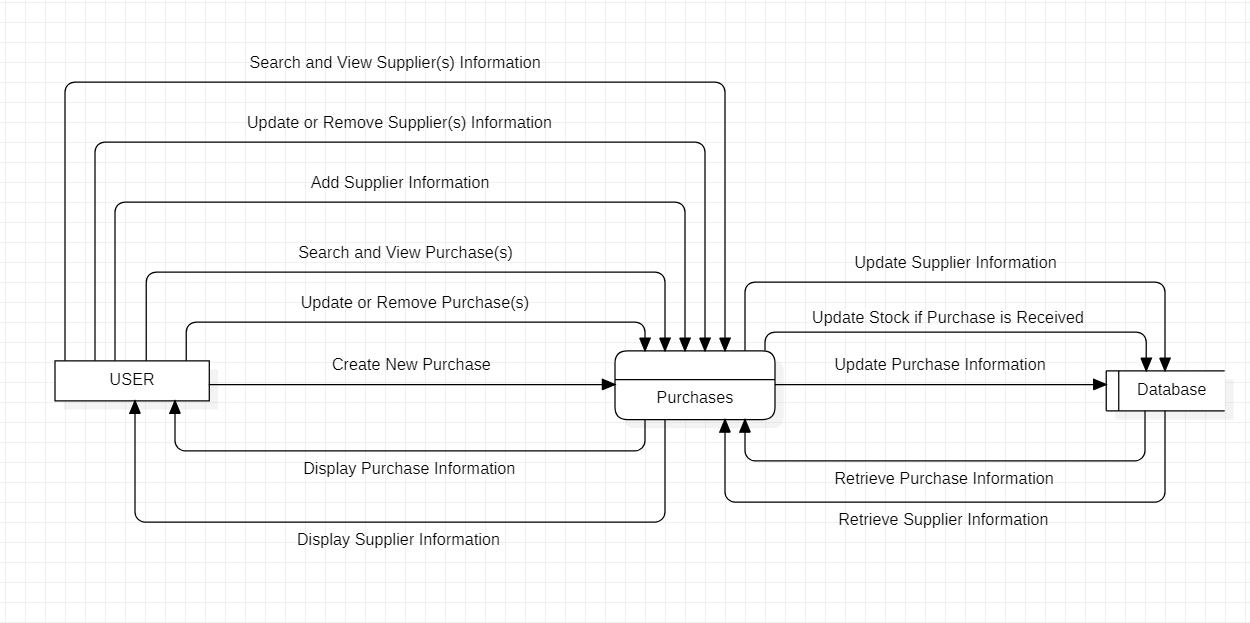 Search and View Supplier(s) Information
Update or Remove Supplier(s) Information
Add Supplier Information
Search and View Purchase(s)
Update or Remove Purchase(s)
Create New Purchase
USER
Purchases
Display Purchase Information
Display Supplier Information
Update Supplier Information
Update Stock if Purchase is Received
Update Purchase Information
Database
Retrieve Purchase Information
Retrieve Supplier Information